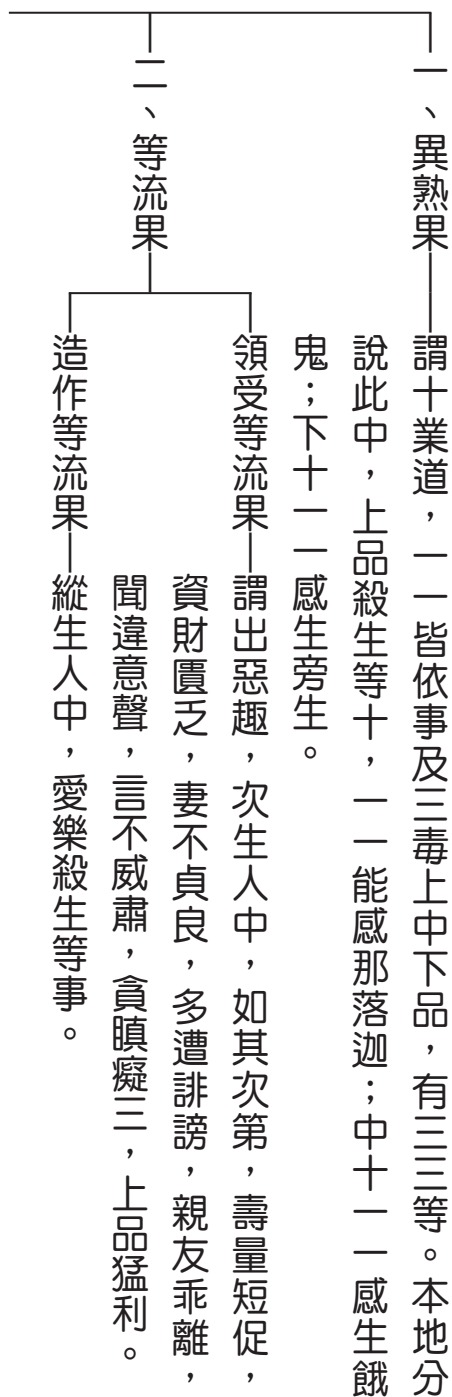 一、異熟果
謂十業道，一一皆依事及三毒上中下品，有三三等。本地分
說此中，上品殺生等十，一一能感那落迦；中十一一感生餓
鬼；下十一一感生旁生。
二、等流果
領受等流果
謂出惡趣，次生人中，如其次第，壽量短促，
資財匱乏，妻不貞良，多遭誹謗，親友乖離，
聞違意聲，言不威肅，貪瞋癡三，上品猛利。
造作等流果
縱生人中，愛樂殺生等事。